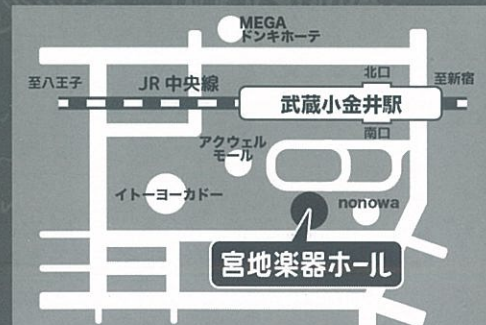 MEGA
ドンキホーテ
至八王子
JR 中央線
北口
至新宿
武蔵小金井駅
南口
アクウェル
モール
イトーヨーカドー
nonowa
宮地楽器ホール